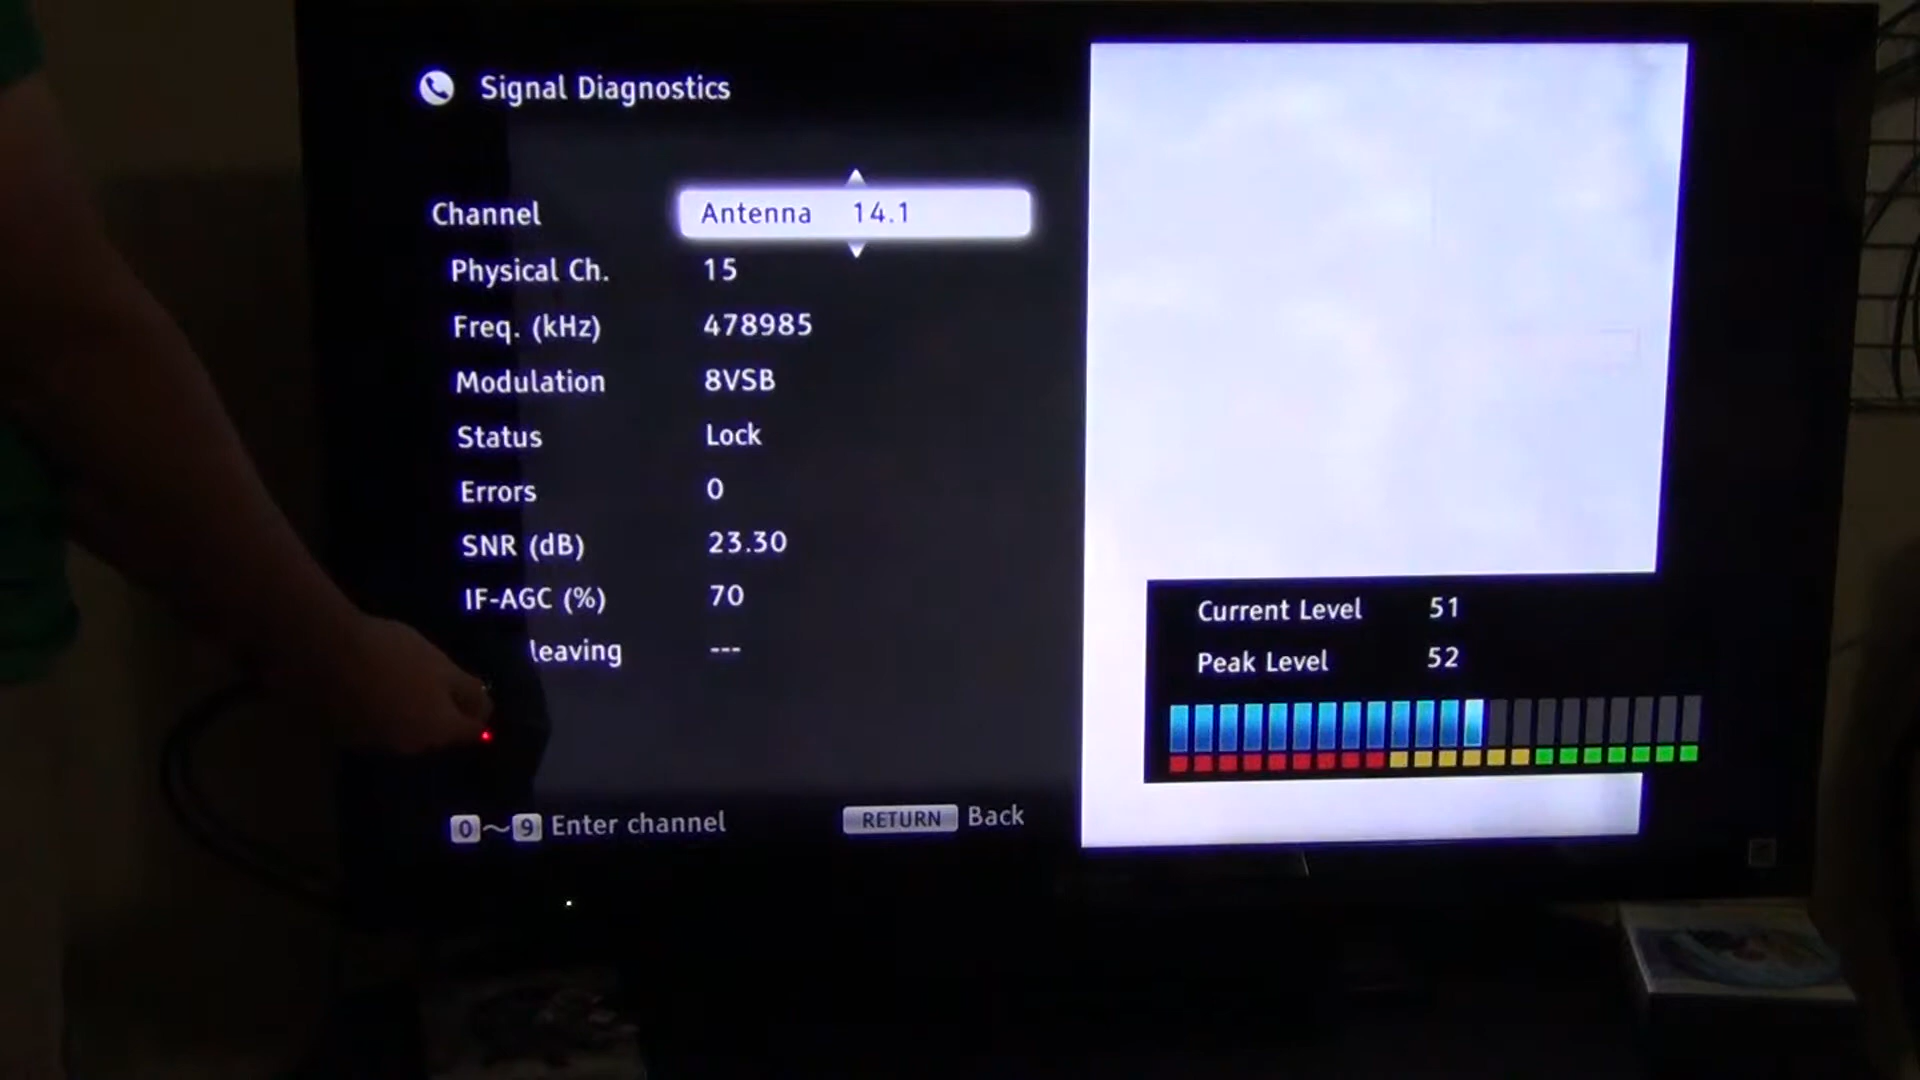 Signal Diagnostics
Channel Antenna 14.1
Physical Ch. 15
Freq. (kHz) 478985
Modulation 8VSB
Status Lock
Errors 0
SNR (dB) 23.30
IF-AGC (%) 70
leaving ---
0~9 Enter channel RETURN Back
Current Level 51
Peak Level 52